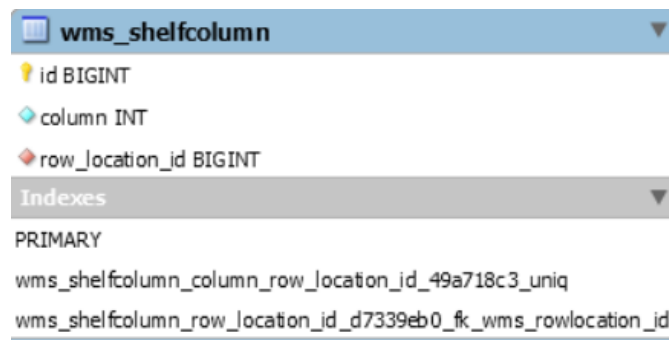 wms_shelfcolumn
id BIGINT
column INT
row_location_id BIGINT
Indexes
PRIMARY
wms_shelfcolumn_column_row_location_id_49a718c3_uniq
wms_shelfcolumn_row_location_id_d7339eb0_fk_wms_rowlocation_id